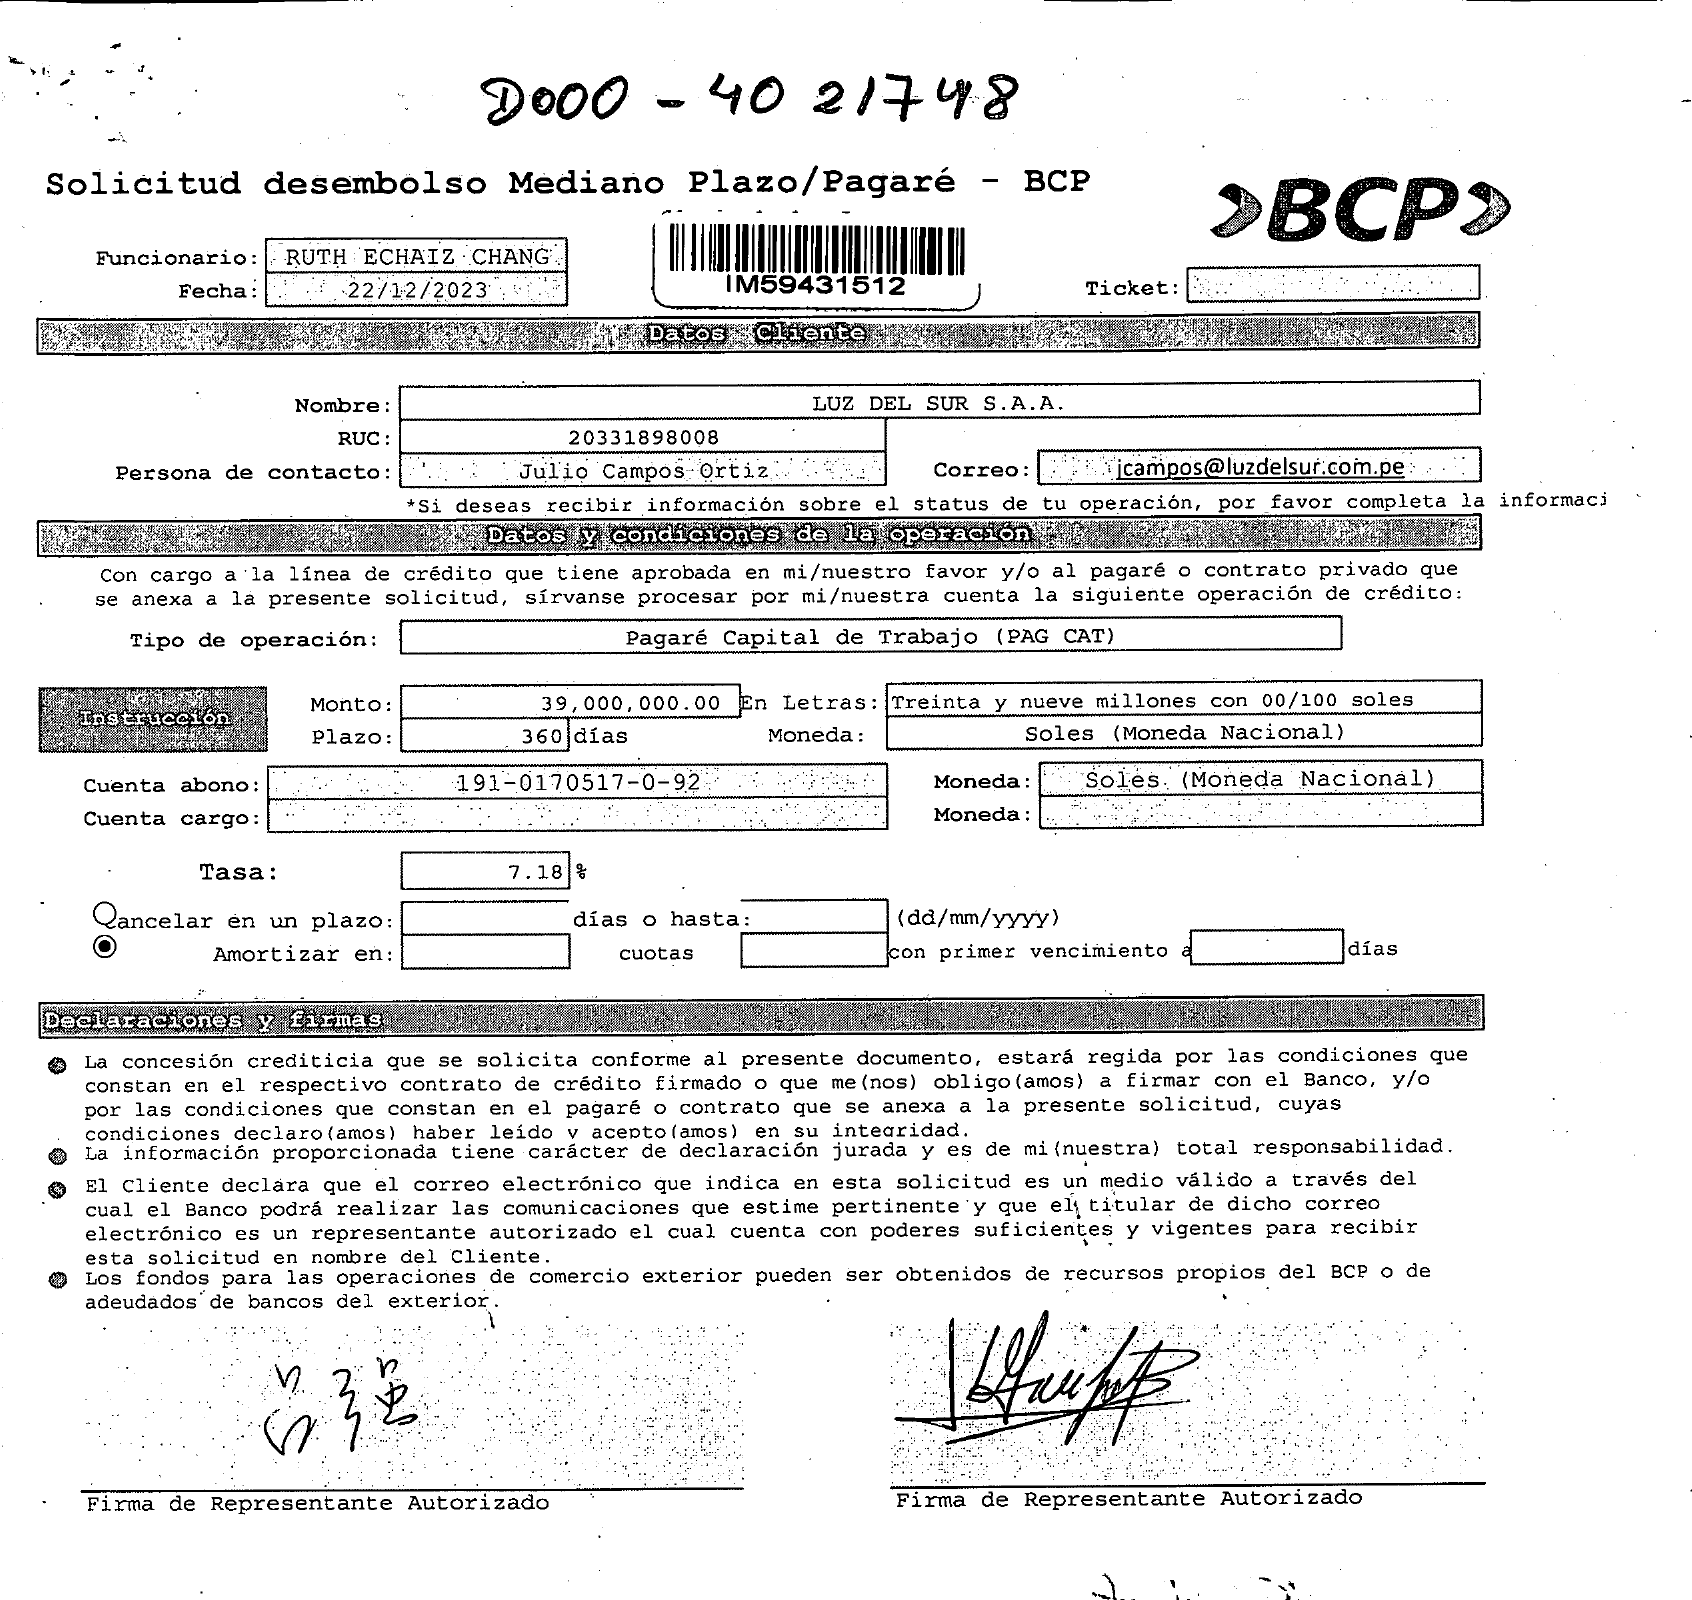 D000 - 40 21748
Solicitud desembolso Mediano Plazo/Pagaré - BCP
BCP
Funcionario: RUTH ECHAIZ CHANG
Fecha: 22/12/2023
IM59431512
Ticket:
Datos Cliente
Nombre: LUZ DEL SUR S.A.A.
RUC: 20331898008
Persona de contacto: Julio Campos Ortiz Correo: jcampos@luzdelsur.com.pe
*Si deseas recibir información sobre el status de tu operación, por favor completa la informaci
Datos y condiciones de la operación
Con cargo a la línea de crédito que tiene aprobada en mi/nuestro favor y/o al pagaré o contrato privado que
se anexa a la presente solicitud, sírvanse procesar por mi/nuestra cuenta la siguiente operación de crédito:
Tipo de operación: Pagaré Capital de Trabajo (PAG CAT)
Instrucción
Monto: 39,000,000.00 En Letras: Treinta y nueve millones con 00/100 soles
Plazo: 360 días Moneda: Soles (Moneda Nacional)
Cuenta abono: 191-0170517-0-92 Moneda: Soles (Moneda Nacional)
Cuenta cargo: Moneda:
Tasa: 7.18 %
ancelar en un plazo: días o hasta: (dd/mm/yyyy)
Amortizar en: cuotas con primer vencimiento a días
Declaraciones y firmas
La concesión crediticia que se solicita conforme al presente documento, estará regida por las condiciones que
constan en el respectivo contrato de crédito firmado o que me(nos) obligo(amos) a firmar con el Banco, y/o
por las condiciones que constan en el pagaré o contrato que se anexa a la presente solicitud, cuyas
condiciones declaro(amos) haber leído y acepto(amos) en su integridad.
La información proporcionada tiene carácter de declaración jurada y es de mi(nuestra) total responsabilidad.
El Cliente declara que el correo electrónico que indica en esta solicitud es un medio válido a través del
cual el Banco podrá realizar las comunicaciones que estime pertinente y que el titular de dicho correo
electrónico es un representante autorizado el cual cuenta con poderes suficientes y vigentes para recibir
esta solicitud en nombre del Cliente.
Los fondos para las operaciones de comercio exterior pueden ser obtenidos de recursos propios del BCP o de
adeudados de bancos del exterior.
Firma de Representante Autorizado Firma de Representante Autorizado